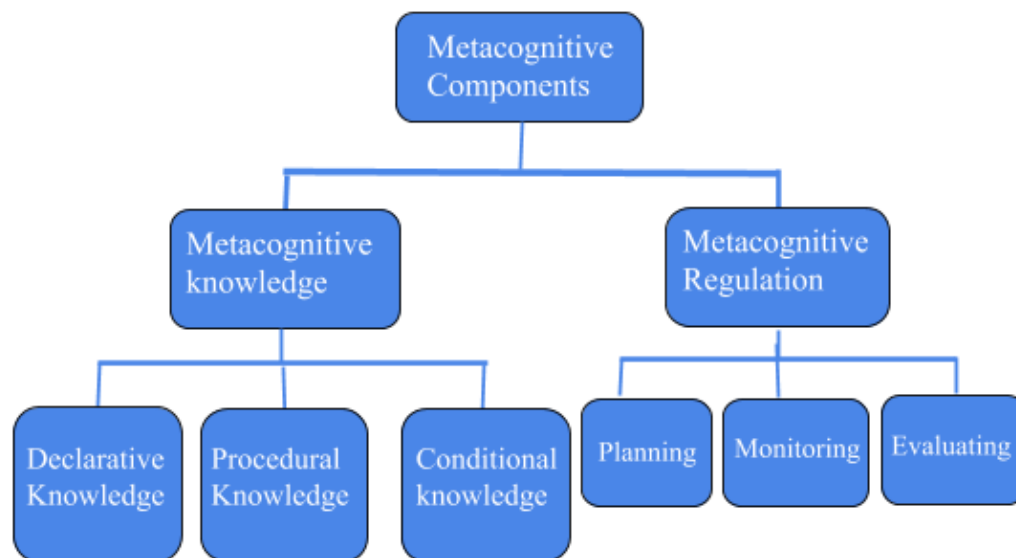 Metacognitive
Components
Metacognitive
knowledge
Metacognitive
Regulation
Declarative
Knowledge
Procedural
Knowledge
Conditional
knowledge
Planning
Monitoring
Evaluating